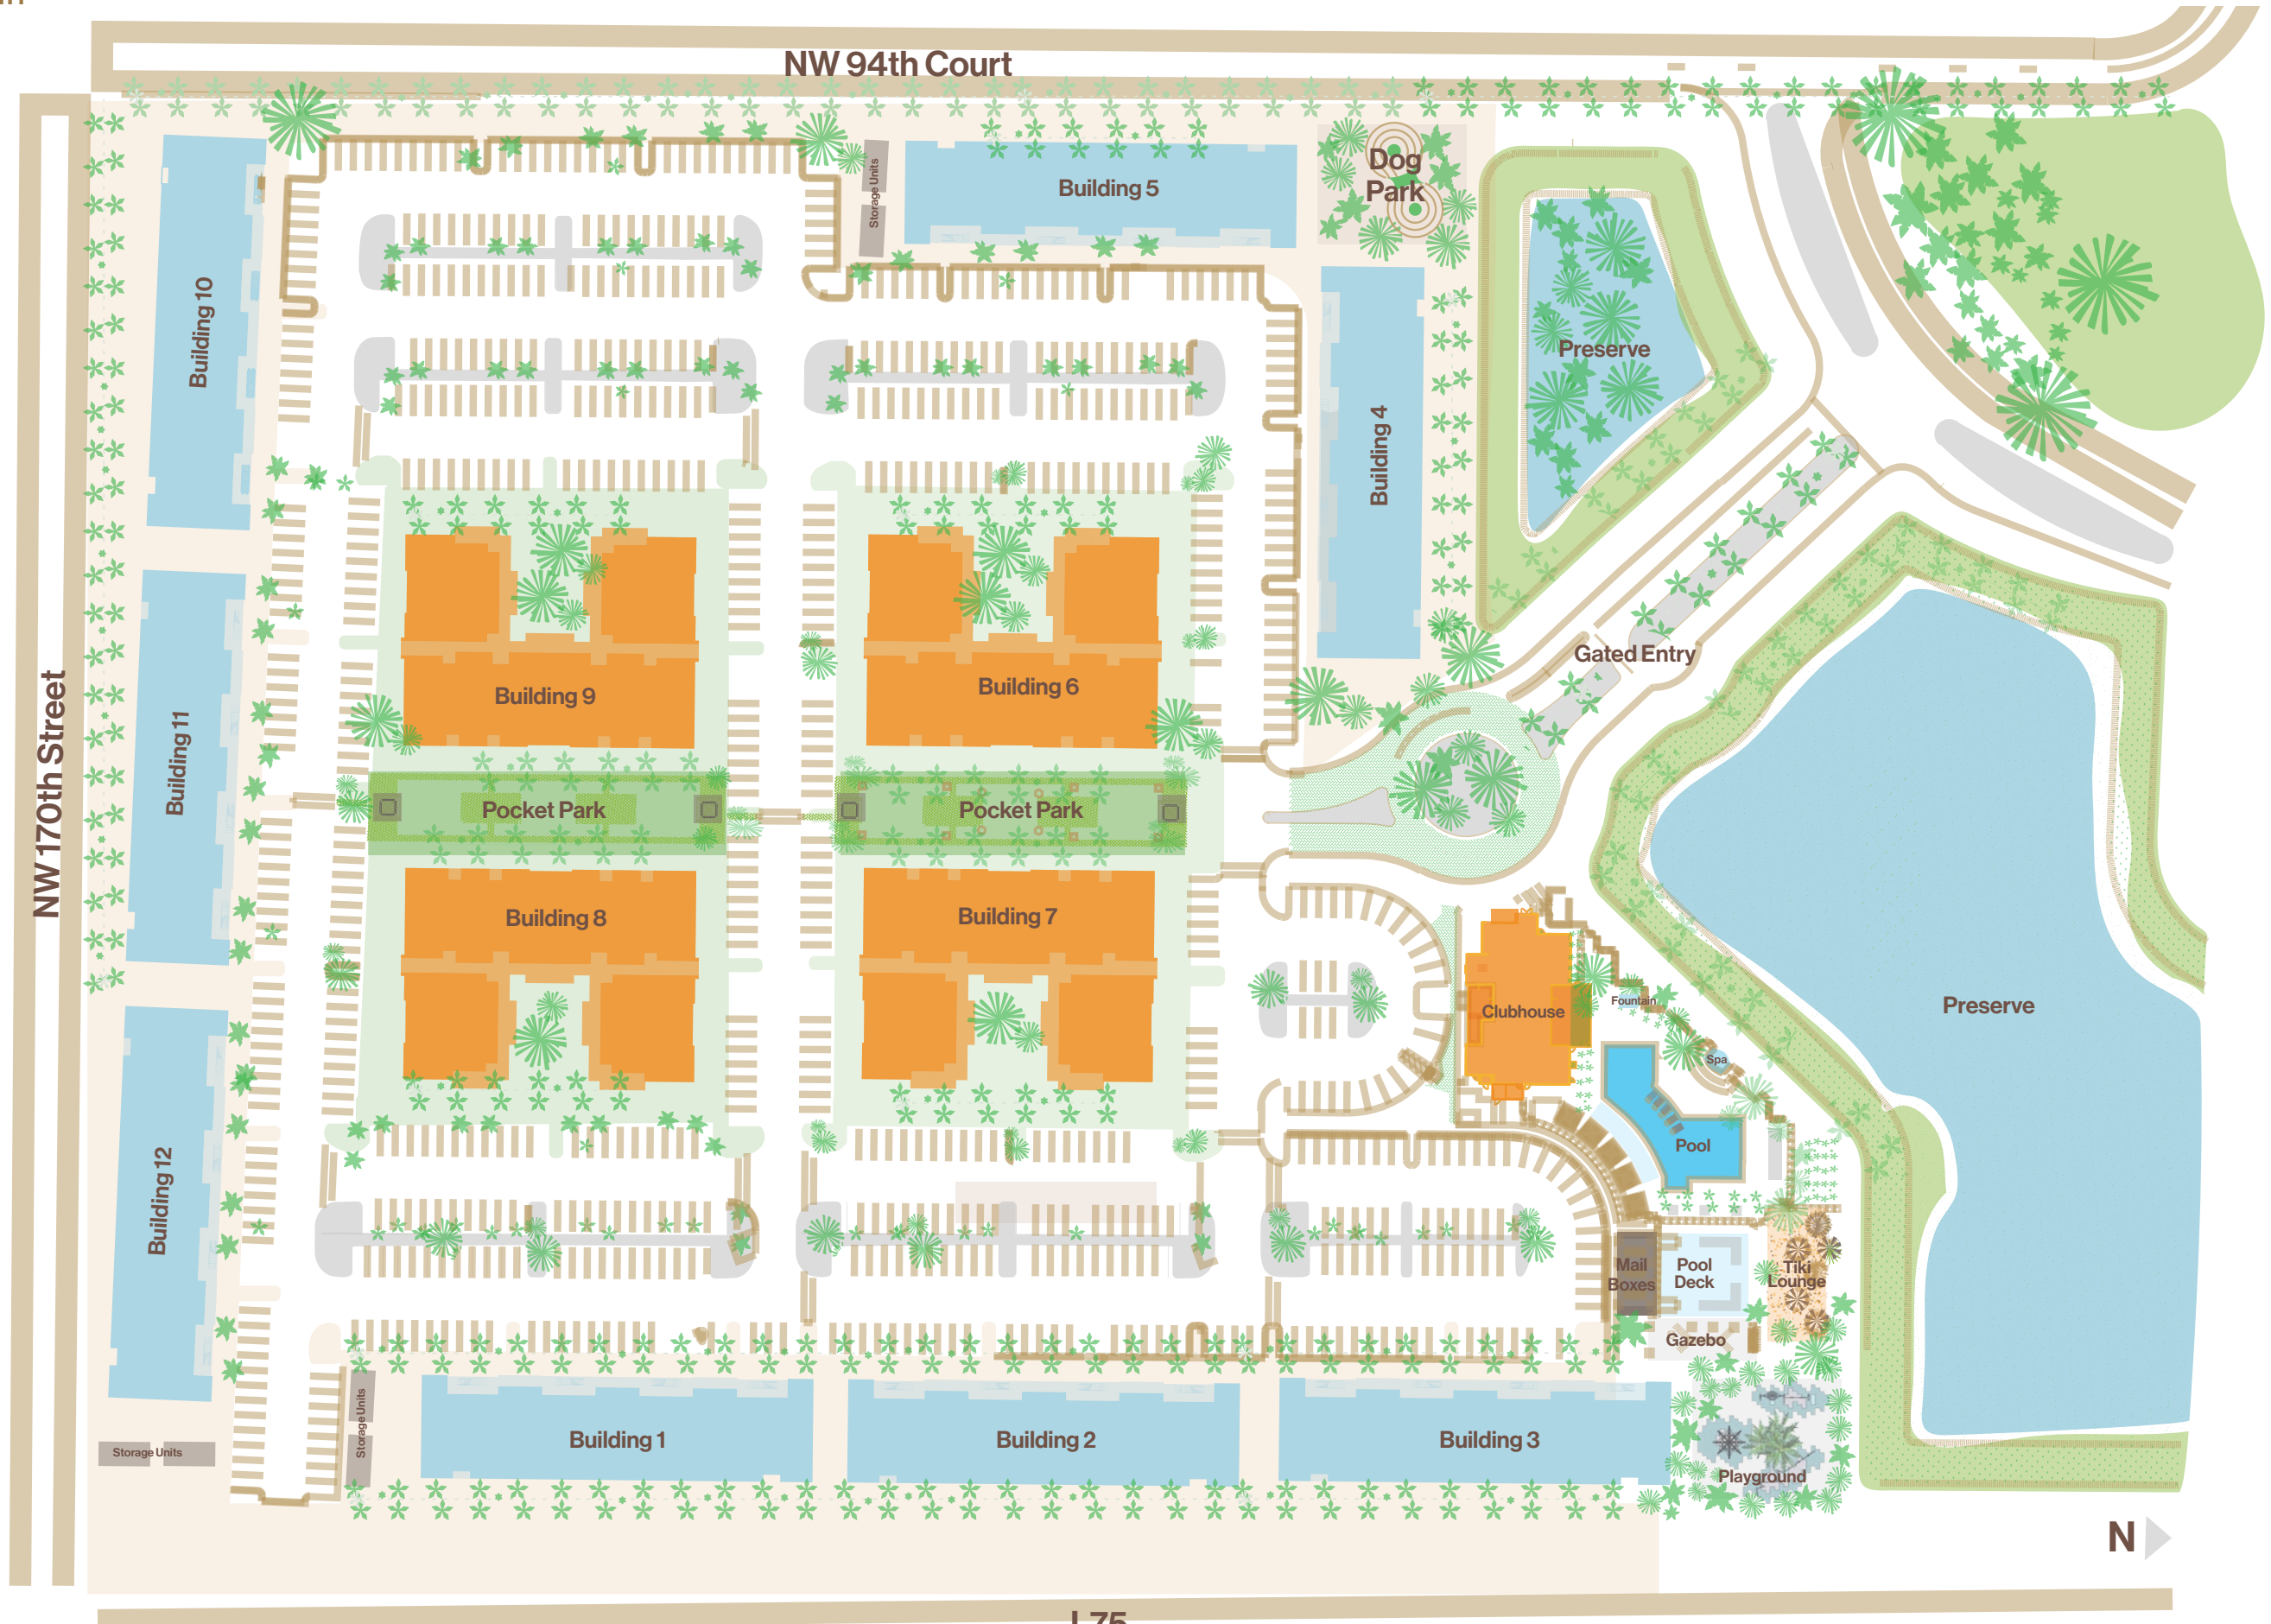 NW 94th Court
Storage Units
Building 5
Dog
Park
Building 10
Preserve
Building 4
Gated Entry
Building 9
Building 6
NW 170th Street
Building 11
Pocket Park
Pocket Park
Building 8
Building 7
Clubhouse
Fountain
Preserve
Spa
Pool
Building 12
Mail
Boxes
Pool
Deck
Tiki
Lounge
Gazebo
Storage Units
Storage Units
Building 1
Building 2
Building 3
Playground
N
I-75